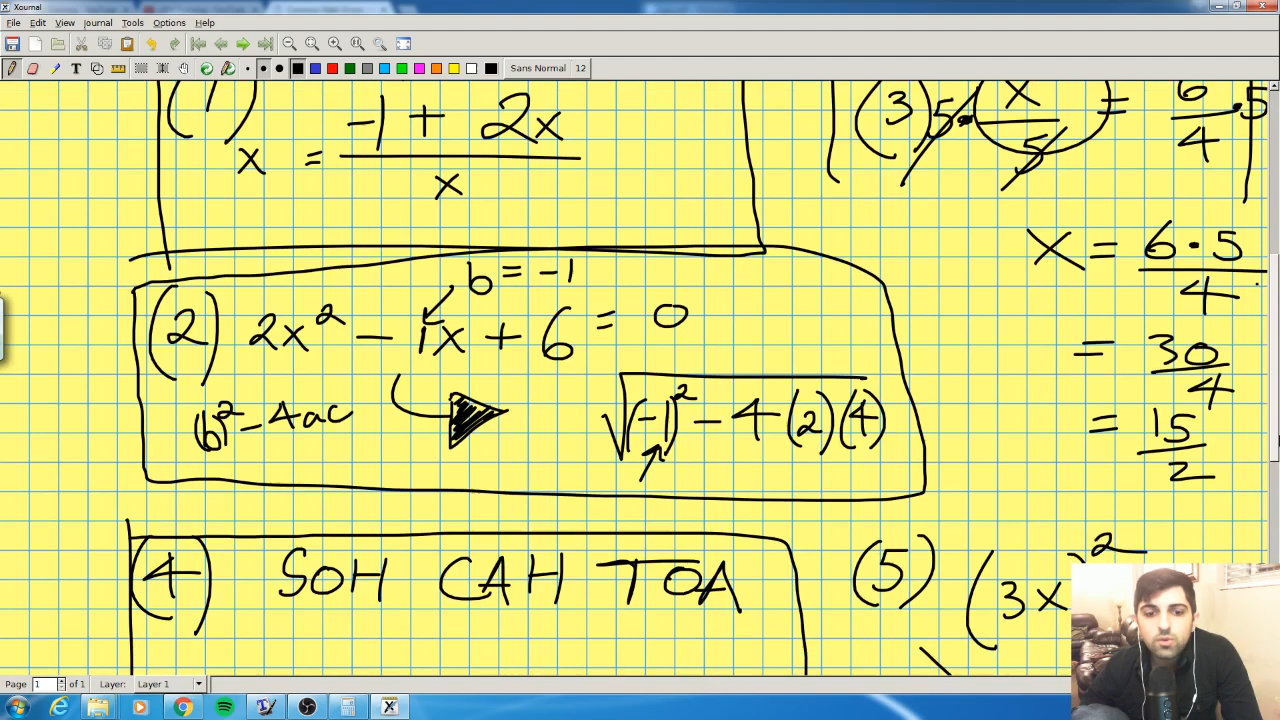 Xournal
File Edit View Journal Tools Options Help
Sans Normal 12
(1)
x = -1 + 2x / x
(3) 5 · (x / 5) = 6 / 4 · 5
x = 6 · 5 / 4
= 30 / 4
= 15 / 2
b = -1
(2) 2x² - 1x + 6 = 0
(b)² - 4ac
√(-1)² - 4(2)(4)
(4) SOH CAH TOA
(5) (3x)²
Page 1 of 1 Layer: Layer 1